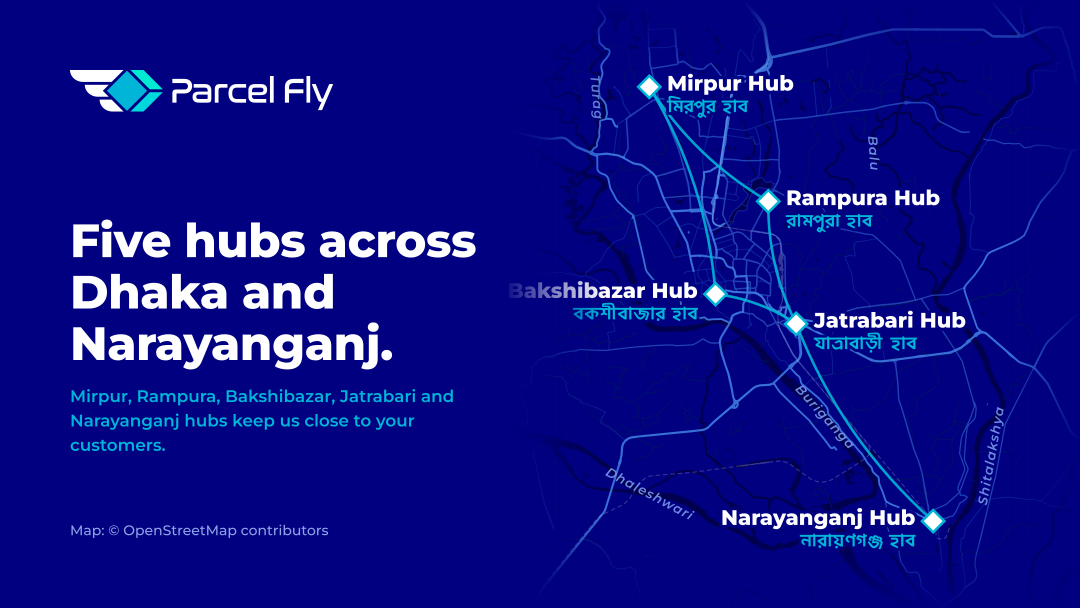 Parcel Fly
Five hubs across
Dhaka and
Narayanganj.
Mirpur, Rampura, Bakshibazar, Jatrabari and
Narayanganj hubs keep us close to your
customers.
Map: © OpenStreetMap contributors
Turag
Mirpur Hub
মিরপুর হাব
Balu
Rampura Hub
রামপুরা হাব
Bakshibazar Hub
বকশীবাজার হাব
Jatrabari Hub
যাত্রাবাড়ী হাব
Buriganga
Shitalakshya
Dhaleshwari
Narayanganj Hub
নারায়ণগঞ্জ হাব